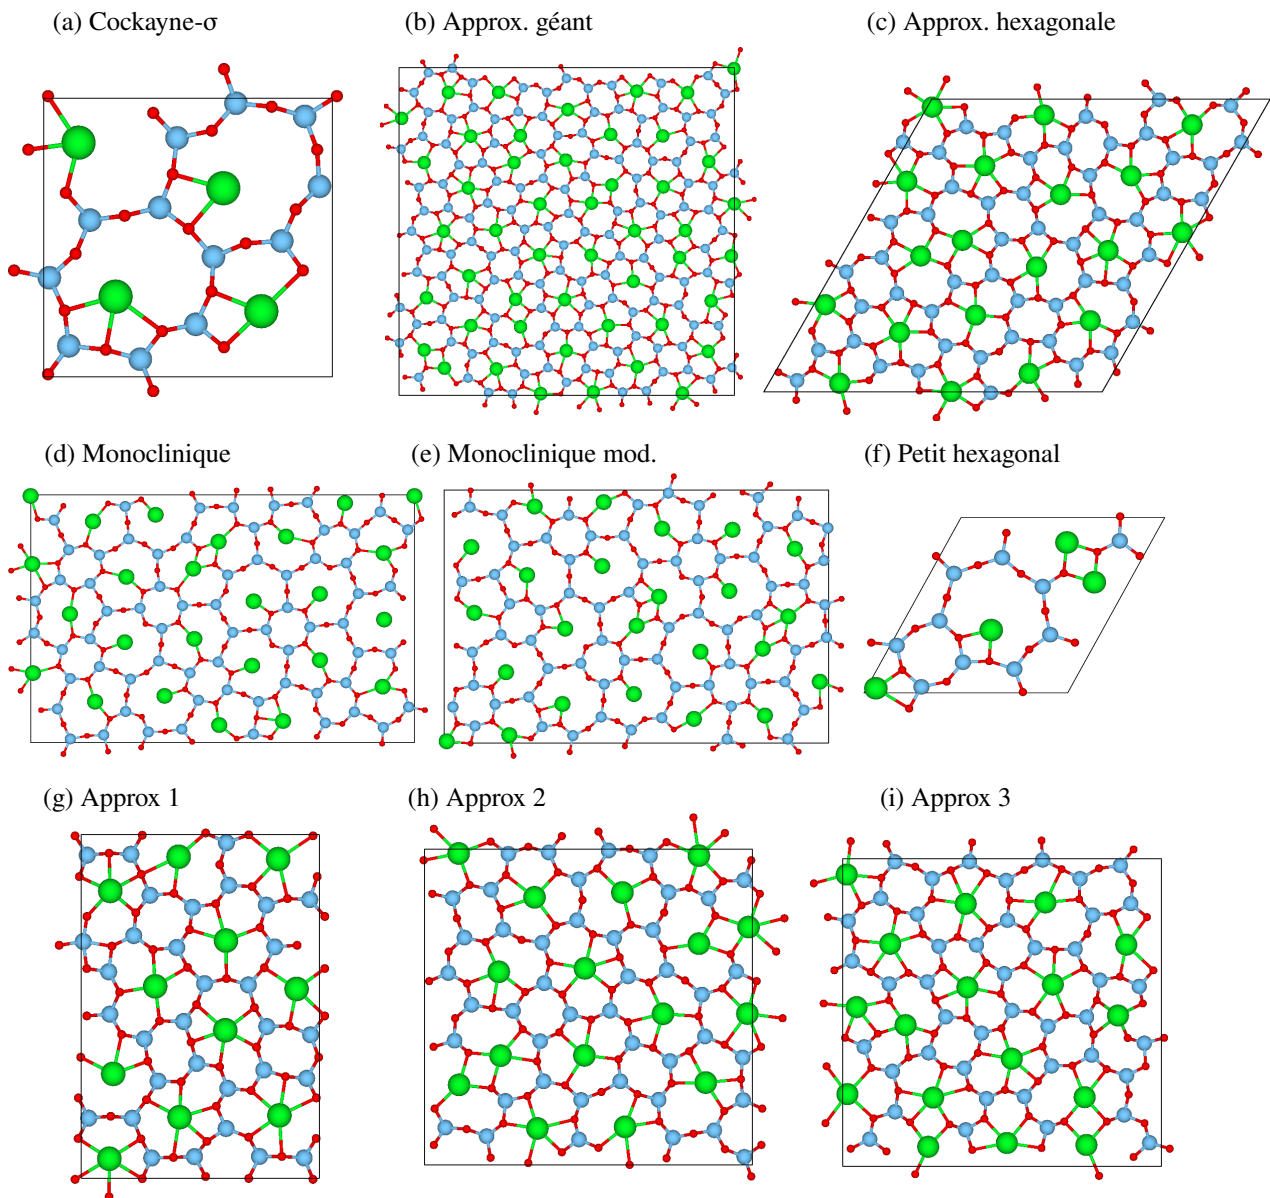 (a) Cockayne-σ
(b) Approx. géant
(c) Approx. hexagonale
(d) Monoclinique
(e) Monoclinique mod.
(f) Petit hexagonal
(g) Approx 1
(h) Approx 2
(i) Approx 3